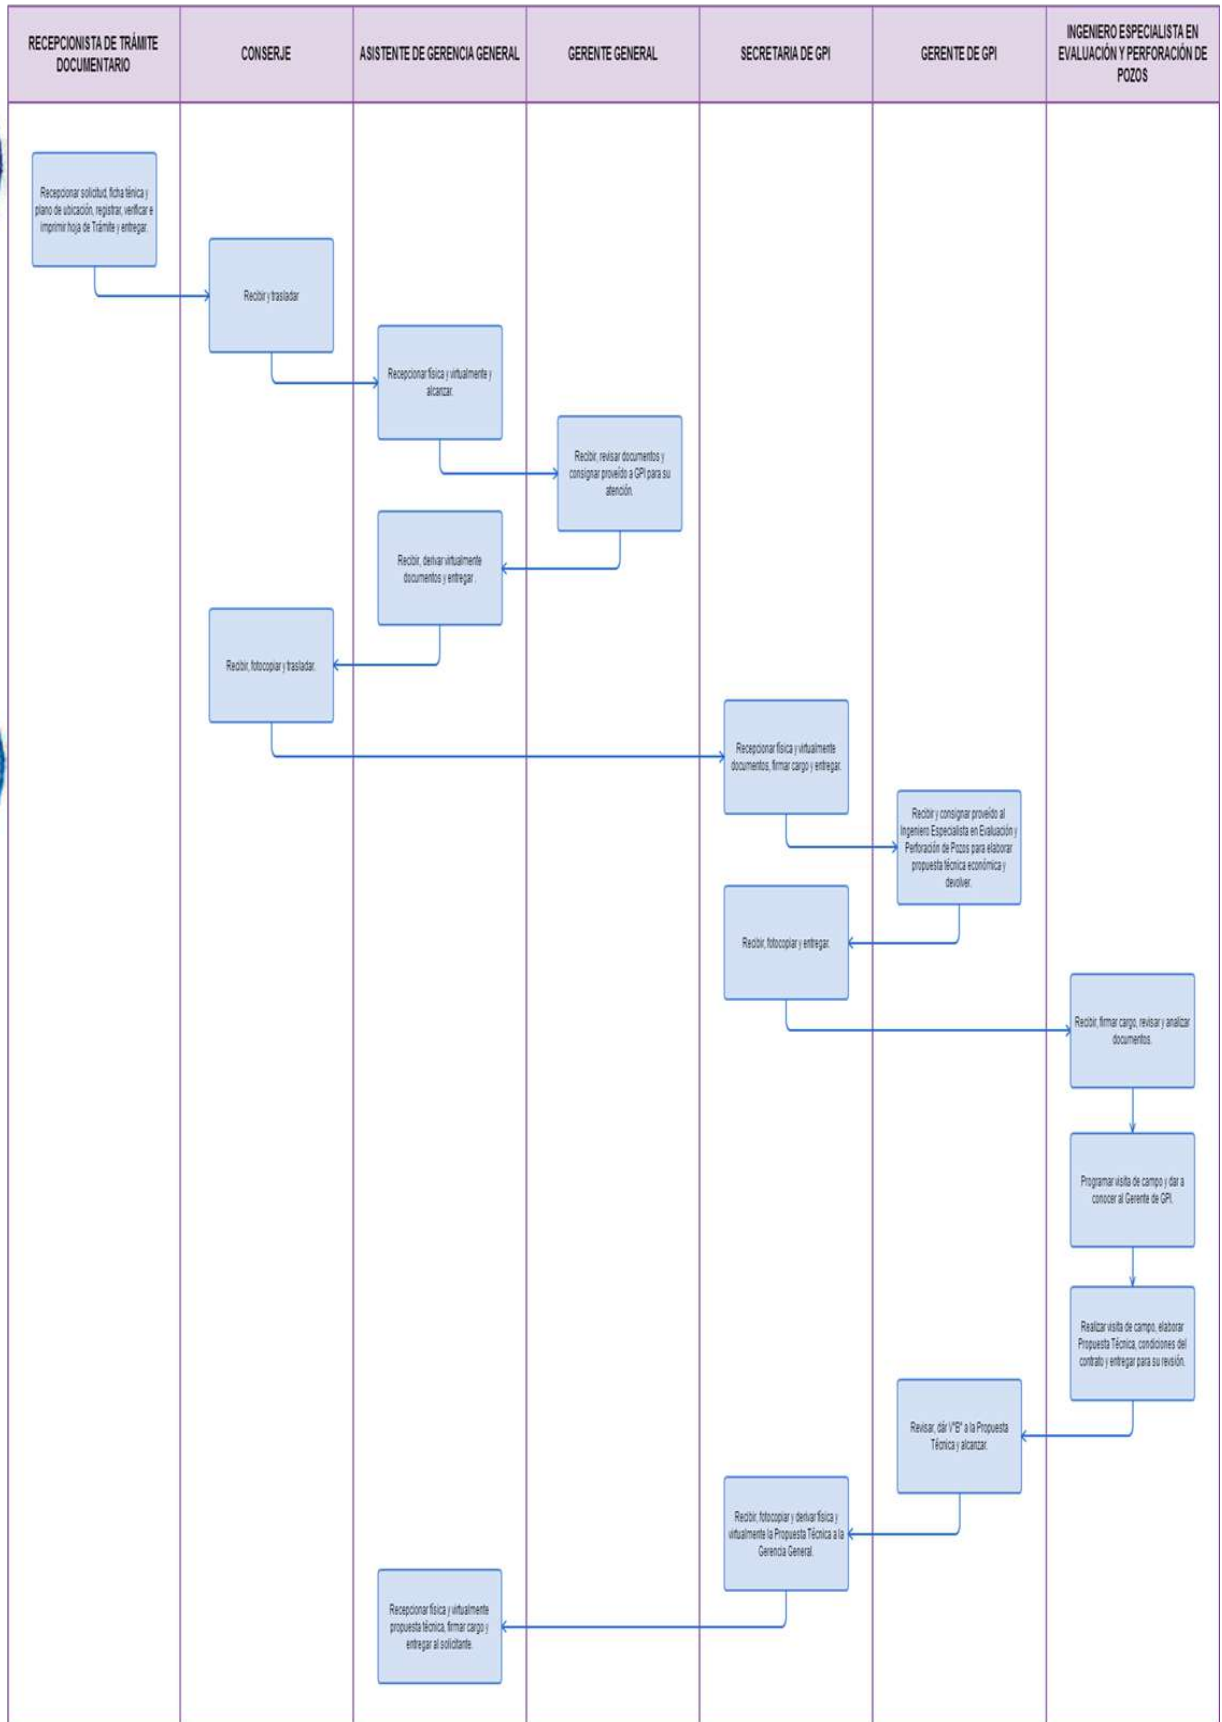 RECEPCIONISTA DE TRÁMITE
DOCUMENTARIO
CONSERJE
ASISTENTE DE GERENCIA GENERAL
GERENTE GENERAL
SECRETARIA DE GPI
GERENTE DE GPI
INGENIERO ESPECIALISTA EN
EVALUACIÓN Y PERFORACIÓN DE
POZOS
Recepcionar solicitud, ficha ténica y
plano de ubicación, registrar, verificar e
imprimir hoja de Trámite y entregar.
Recibir y trasladar
Recepcionar física y virtualmente y
alcanzar.
Recibir, revisar documentos y
consignar proveído a GPI para su
atención.
Recibir, derivar virtualmente
documentos y entregar .
Recibir, fotocopiar y trasladar.
Recepcionar física y virtualmente
documentos, firmar cargo y entregar.
Recibir y consignar proveído al
Ingeniero Especialista en Evaluación y
Perforación de Pozos para elaborar
propuesta técnica económica y
devolver.
Recibir, fotocopiar y entregar.
Recibir, firmar cargo, revisar y analizar
documentos.
Programar visita de campo y dar a
conocer al Gerente de GPI.
Realizar visita de campo, elaborar
Propuesta Técnica, condiciones del
contrato y entregar para su revisión.
Revisar, dár V°B° a la Propuesta
Técnica y alcanzar.
Recibir, fotocopiar y derivar física y
virtualmente la Propuesta Técnica a la
Gerencia General.
Recepcionar física y virtualmente
propuesta técnica, firmar cargo y
entregar al solicitante.